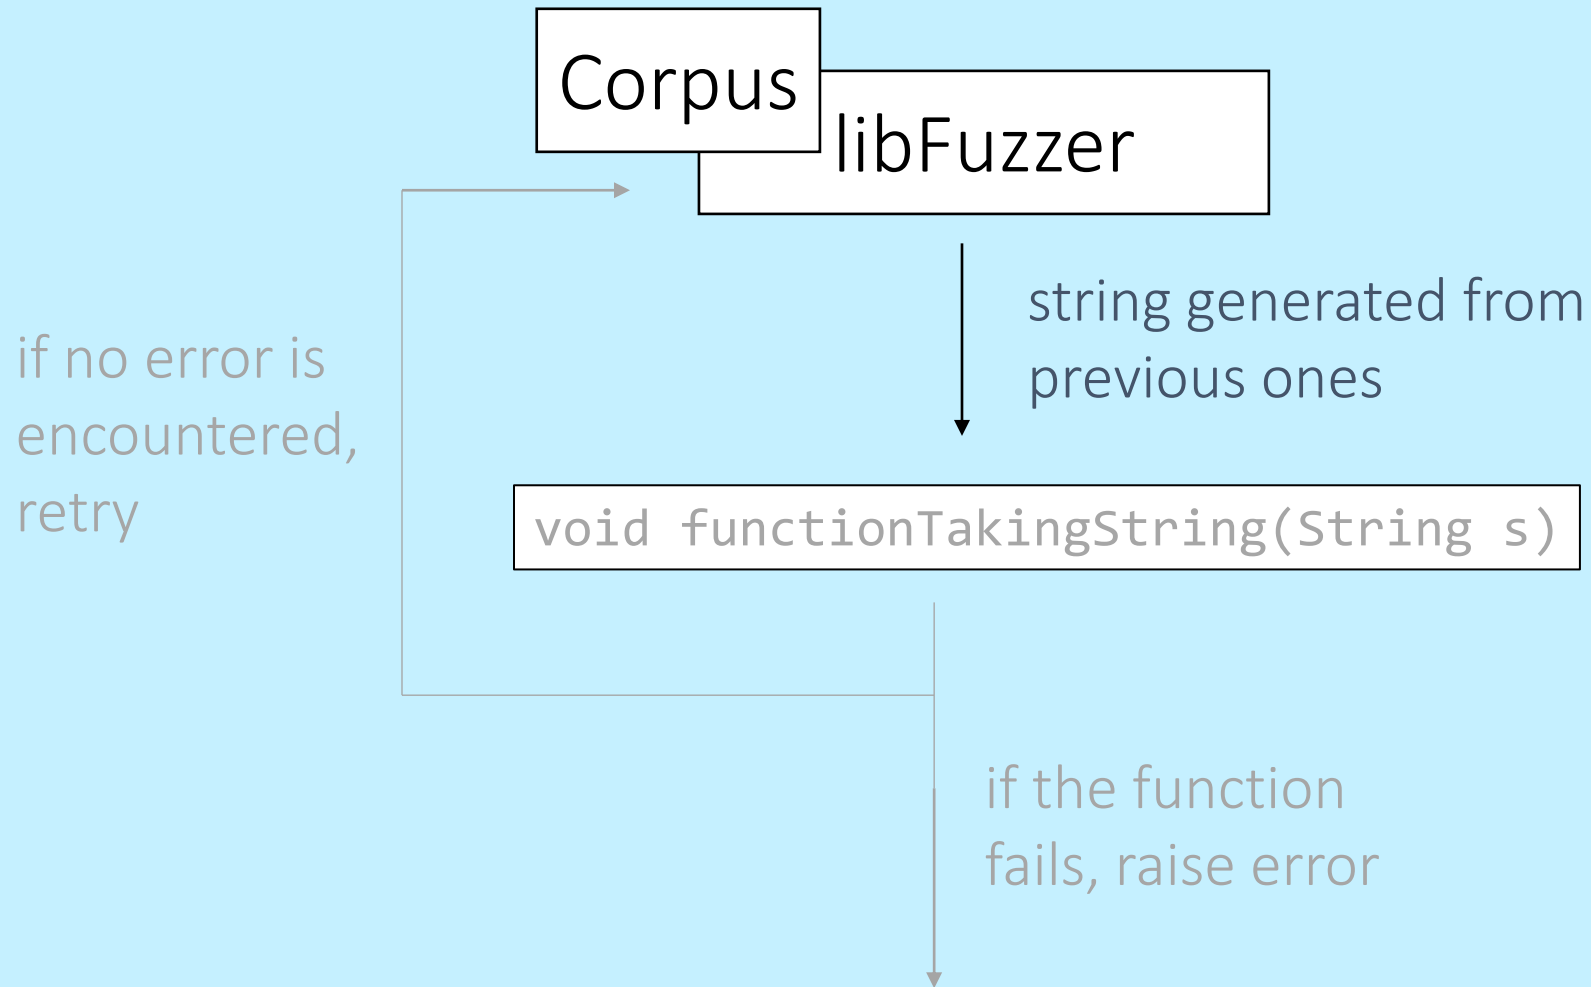 Corpus
libFuzzer
string generated from
previous ones
if no error is
encountered,
retry
void functionTakingString(String s)
if the function
fails, raise error